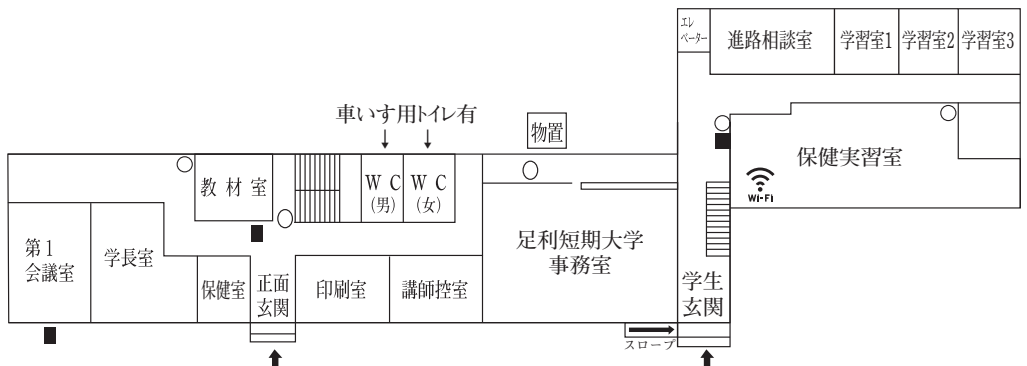 エレ
ベーター
進路相談室
学習室1
学習室2
学習室3
車いす用トイレ有
物置
保健実習室
Wi-Fi
教材室
WC
(男)
WC
(女)
第1
会議室
学長室
保健室
正面
玄関
印刷室
講師控室
足利短期大学
事務室
学生
玄関
スロープ